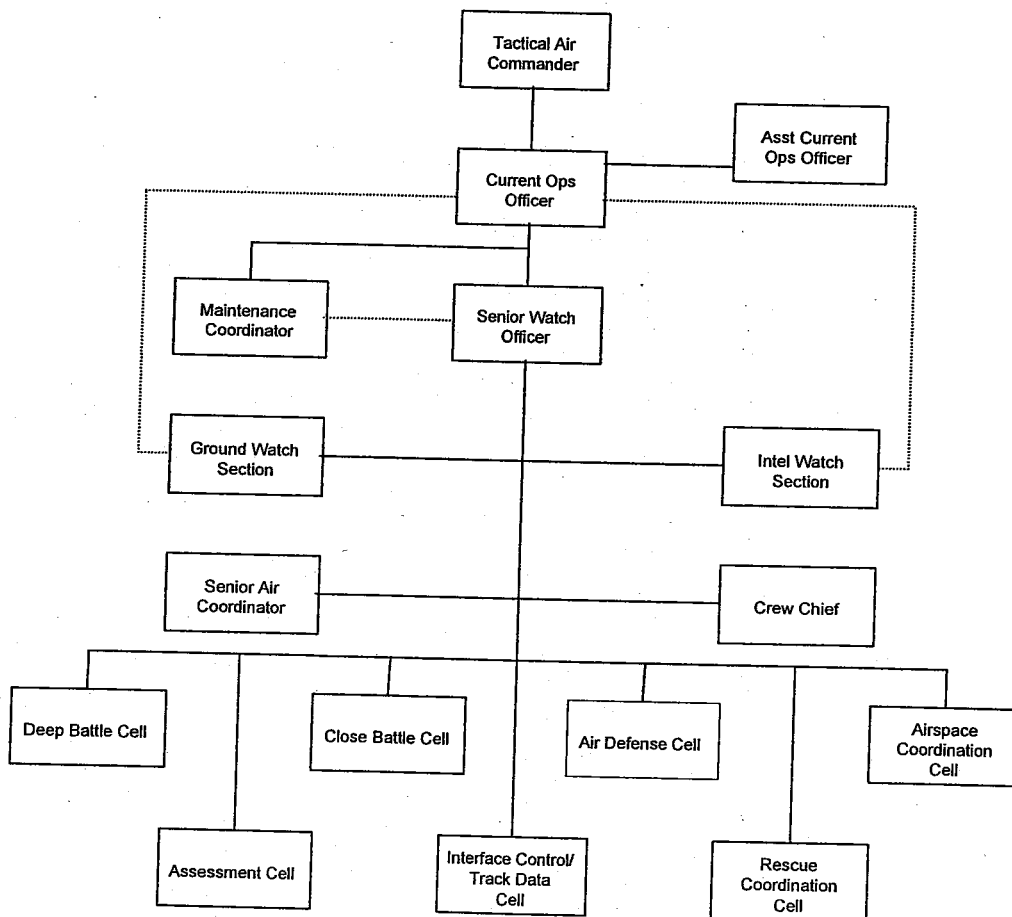 Tactical Air
Commander
Asst Current
Ops Officer
Current Ops
Officer
Maintenance
Coordinator
Senior Watch
Officer
Ground Watch
Section
Intel Watch
Section
Senior Air
Coordinator
Crew Chief
Deep Battle Cell
Close Battle Cell
Air Defense Cell
Airspace
Coordination
Cell
Assessment Cell
Interface Control/
Track Data
Cell
Rescue
Coordination
Cell